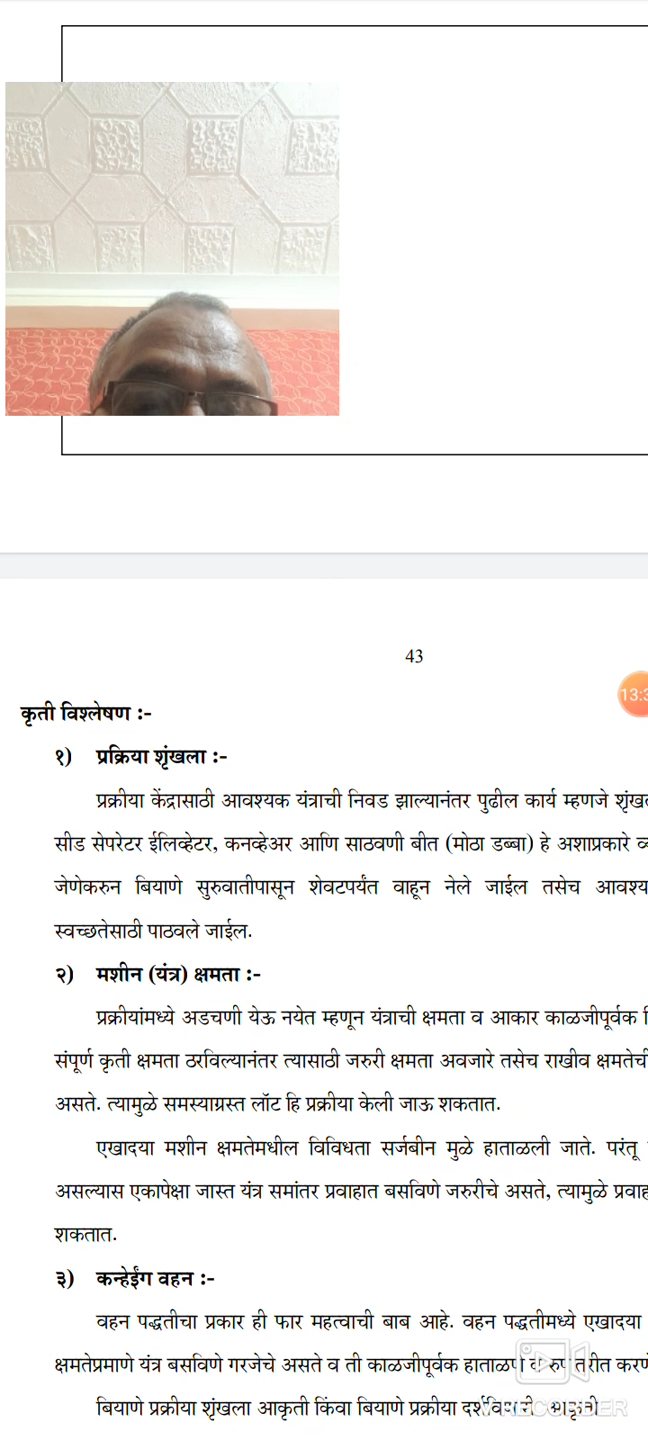 43
13:3
कृती विश्लेषण :-
१) प्रक्रिया शृंखला :-
प्रक्रीया केंद्रासाठी आवश्यक यंत्राची निवड झाल्यानंतर पुढील कार्य म्हणजे
सीड सेपरेटर ईलिव्हेटर, कनव्हेअर आणि साठवणी बीत (मोठा डब्बा) हे अशाप्रकारे
जेणेकरुन बियाणे सुरुवातीपासून शेवटपर्यंत वाहून नेले जाईल तसेच
स्वच्छतेसाठी पाठवले जाईल.
२) मशीन (यंत्र) क्षमता :-
प्रक्रीयांमध्ये अडचणी येऊ नयेत म्हणून यंत्राची क्षमता व आकार काळजीपूर्वक
संपूर्ण कृती क्षमता ठरविल्यानंतर त्यासाठी जरुरी क्षमता अवजारे तसेच राखीव क्षमतेची
असते. त्यामुळे समस्याग्रस्त लॉट हि प्रक्रीया केली जाऊ शकतात.
एखादया मशीन क्षमतेमधील विविधता सर्जबीन मुळे हाताळली जाते. परंतू
असल्यास एकापेक्षा जास्त यंत्र समांतर प्रवाहात बसविणे जरुरीचे असते, त्यामुळे
शकतात.
३) कन्हेईंग वहन :-
वहन पद्धतीचा प्रकार ही फार महत्वाची बाब आहे. वहन पद्धतीमध्ये एखादया
क्षमतेप्रमाणे यंत्र बसविणे गरजेचे असते व ती काळजीपूर्वक
बियाणे प्रक्रीया शृंखला आकृती किंवा बियाणे प्रक्रीया आकृती
RECORDER